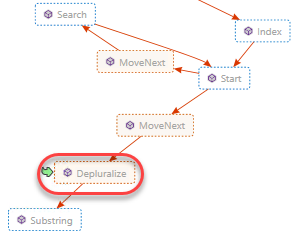 Search
Index
MoveNext
Start
MoveNext
Depluralize
Substring